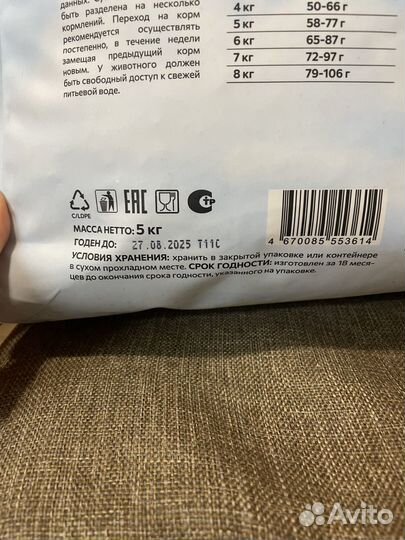 быть разделена на несколько
кормлений. Переход на корм
рекомендуется осуществлять
постепенно, в течение недели
замещая предыдущий корм
новым. У животного должен
быть свободный доступ к свежей
питьевой воде.
4 кг 50-66 г
5 кг 58-77 г
6 кг 65-87 г
7 кг 72-97 г
8 кг 79-106 г
C/LDPE
EAC
СТР
МАССА НЕТТО: 5 кг
ГОДЕН ДО: 27.08.2025 T11C
4 670085 553614
УСЛОВИЯ ХРАНЕНИЯ: хранить в закрытой упаковке или контейнере
в сухом прохладном месте. СРОК ГОДНОСТИ: изготовлен за 18 меся-
цев до окончания срока годности, указанного на упаковке.
Avito